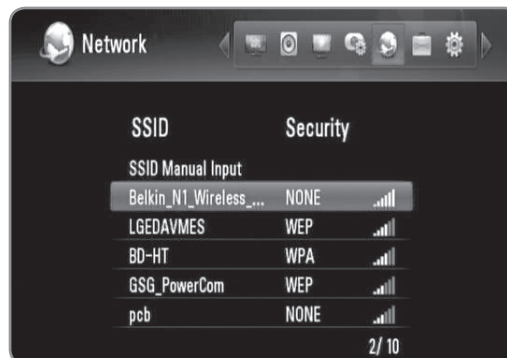 Network
SSID Security
SSID Manual Input
Belkin_N1_Wireless_... NONE
LGEDAVMES WEP
BD-HT WPA
GSG_PowerCom WEP
pcb NONE
2/ 10